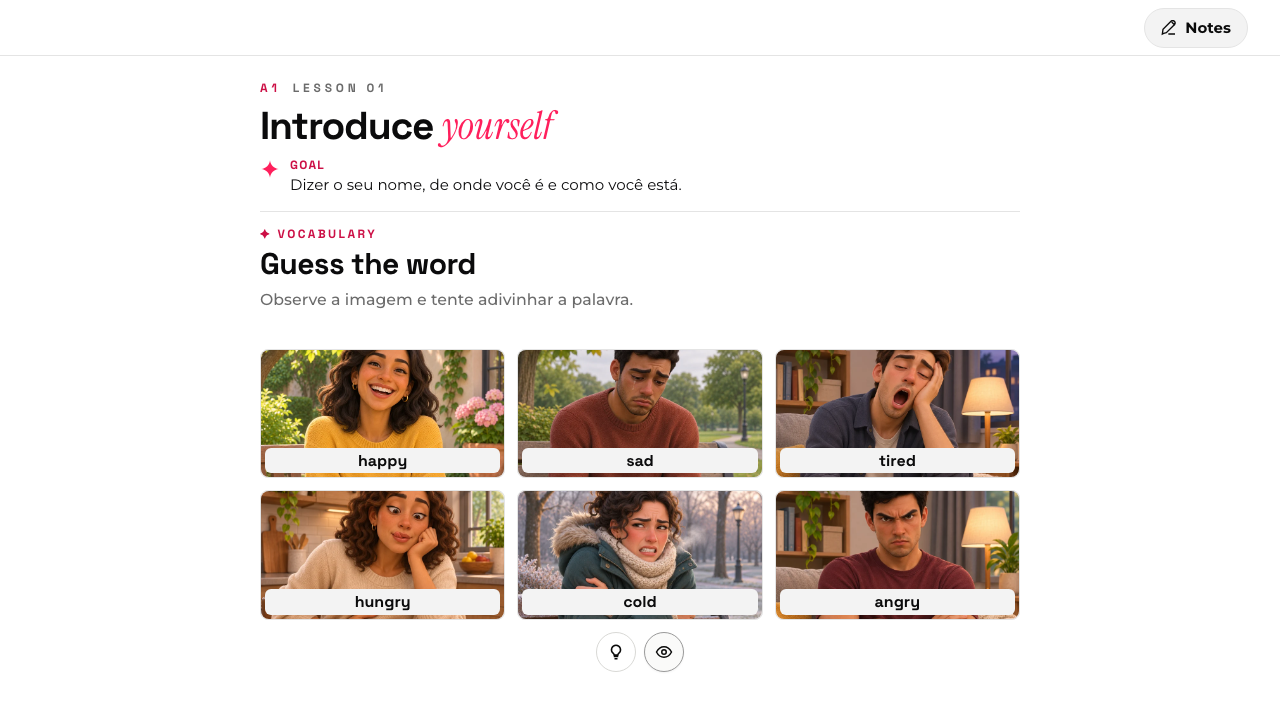 Notes
A1 LESSON 01
Introduce yourself
GOAL
Dizer o seu nome, de onde você é e como você está.
VOCABULARY
Guess the word
Observe a imagem e tente adivinhar a palavra.
happy
sad
tired
hungry
cold
angry